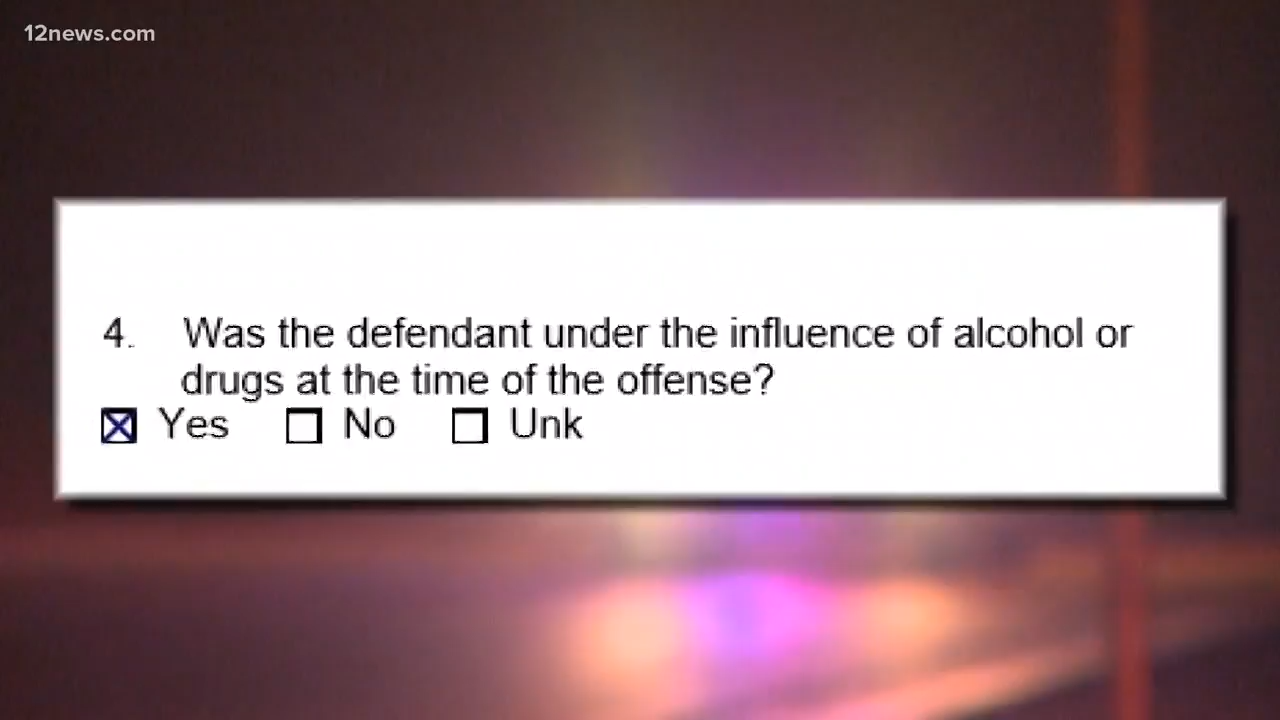 12news.com
4. Was the defendant under the influence of alcohol or
drugs at the time of the offense?
Yes No Unk